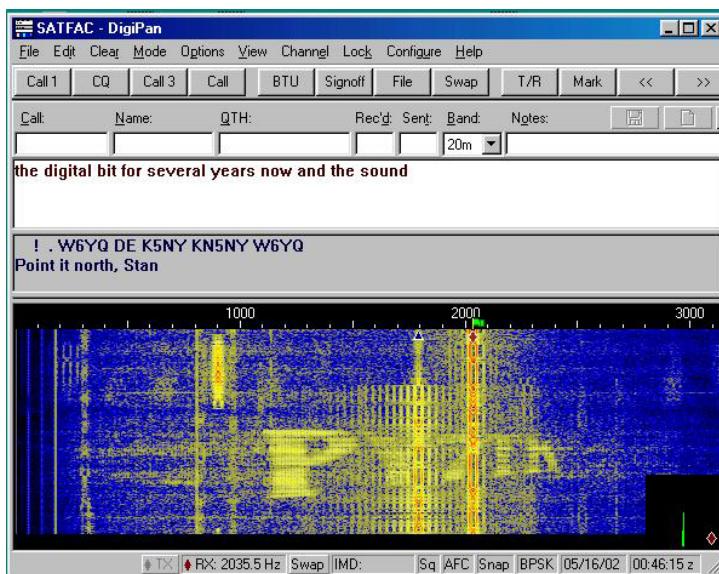 SATFAC - DigiPan
File Edit Clear Mode Options View Channel Lock Configure Help
Call 1 CQ Call 3 Call BTU Signoff File Swap T/R Mark << >>
Call: Name: QTH: Rec'd: Sent: Band: Notes:
20m
the digital bit for several years now and the sound
! . W6YQ DE K5NY KN5NY W6YQ
Point it north, Stan
1000 2000 3000
TX RX: 2035.5 Hz Swap IMD: Sq AFC Snap BPSK 05/16/02 00:46:15 z